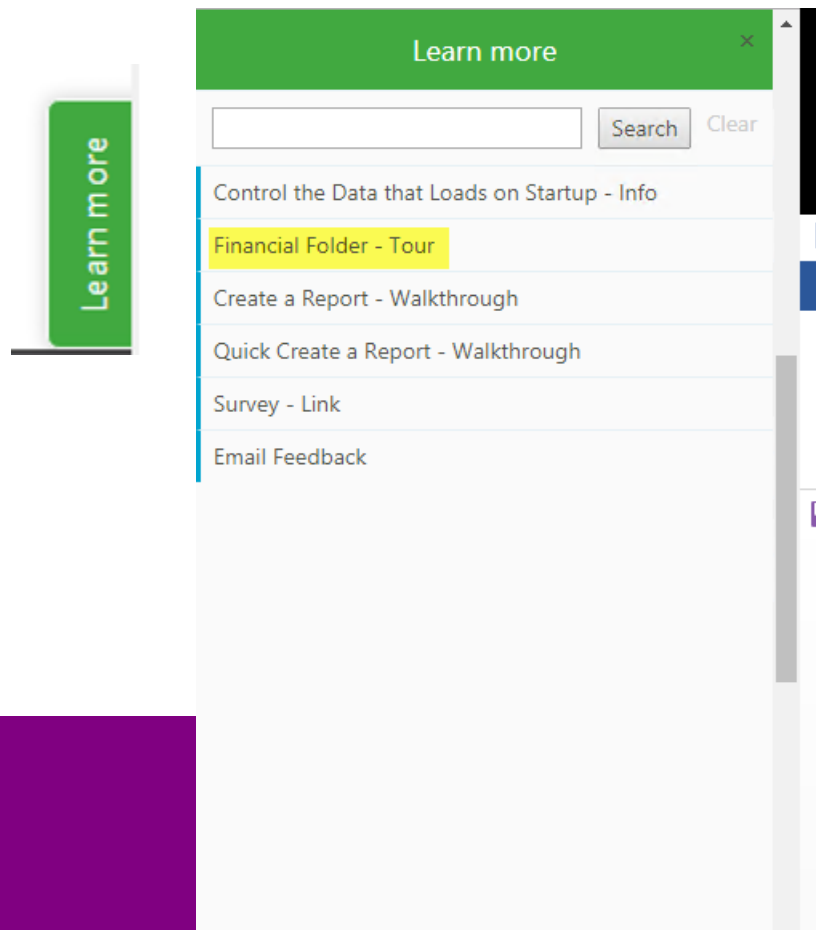 Learn more
Learn more
×
Search
Clear
Control the Data that Loads on Startup - Info
Financial Folder - Tour
Create a Report - Walkthrough
Quick Create a Report - Walkthrough
Survey - Link
Email Feedback